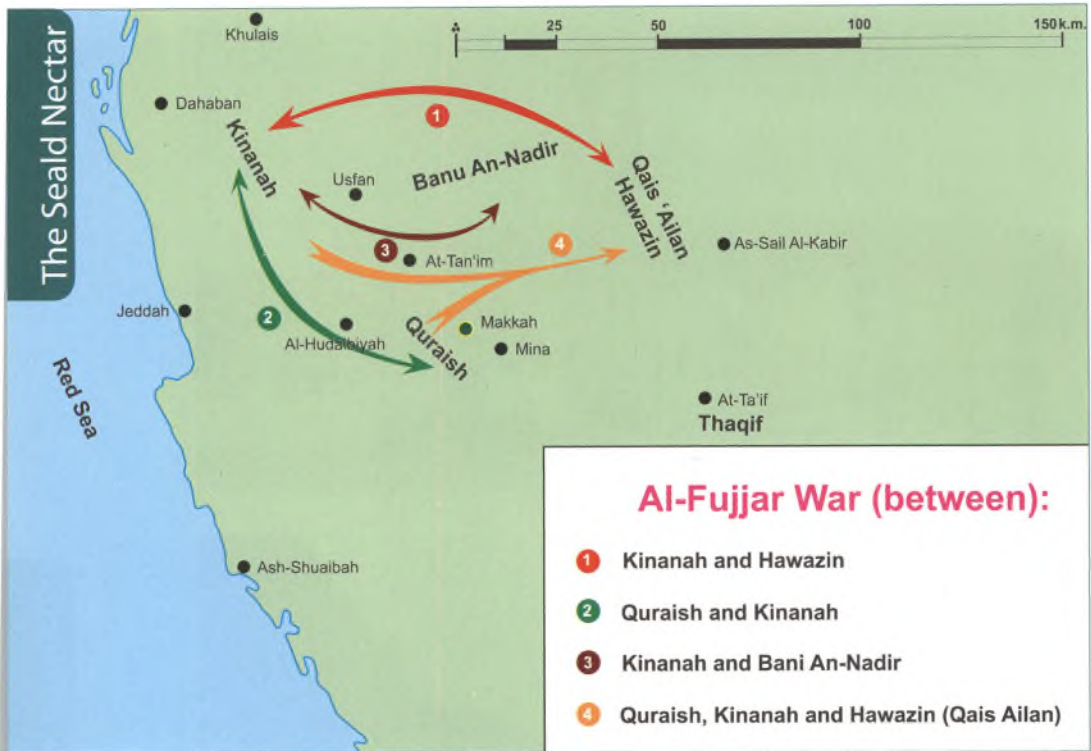 The Seald Nectar
Khulais
25
50
100
150 k.m.
Dahaban
1
Kinanah
Banu An-Nadir
Usfan
Qais ‘Ailan
Hawazin
3
4
At-Tan'im
As-Sail Al-Kabir
Jeddah
2
Al-Hudaibiyah
Quraish
Makkah
Mina
Red Sea
At-Ta'if
Thaqif
Ash-Shuaibah
Al-Fujjar War (between):
1 Kinanah and Hawazin
2 Quraish and Kinanah
3 Kinanah and Bani An-Nadir
4 Quraish, Kinanah and Hawazin (Qais Ailan)